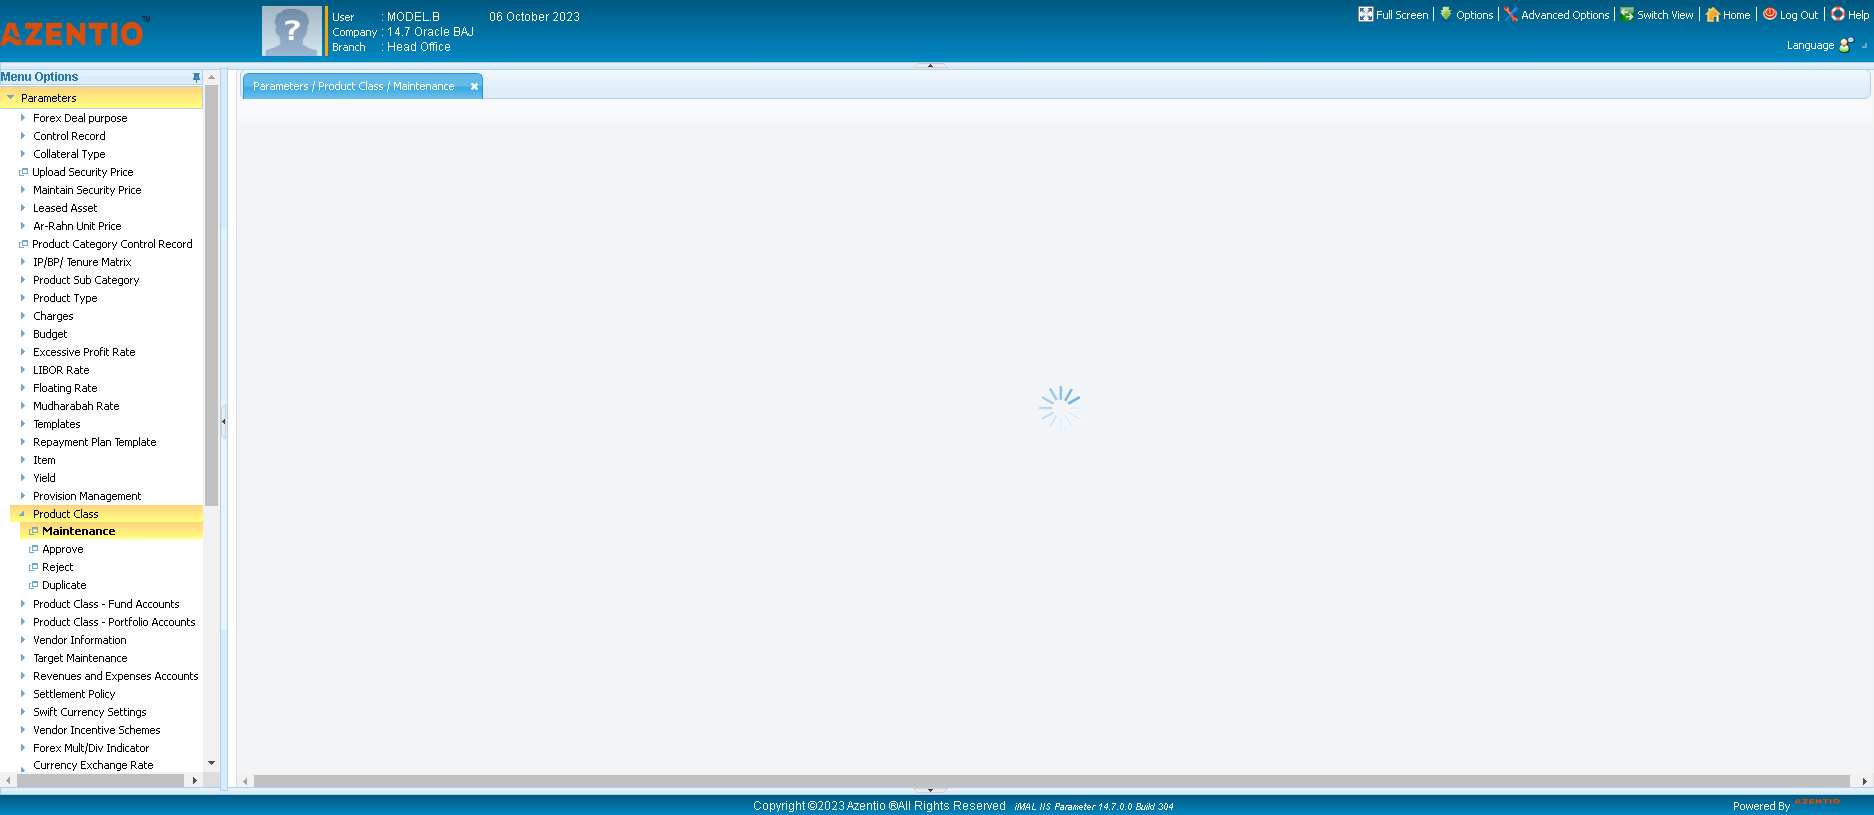 AZENTIO™
User : MODEL.B 06 October 2023
Company : 14.7 Oracle BAJ
Branch : Head Office
Full Screen | Options | Advanced Options | Switch View | Home | Log Out | Help
Language
Menu Options
Parameters / Product Class / Maintenance
Parameters
Forex Deal purpose
Control Record
Collateral Type
Upload Security Price
Maintain Security Price
Leased Asset
Ar-Rahn Unit Price
Product Category Control Record
IP/BP/ Tenure Matrix
Product Sub Category
Product Type
Charges
Budget
Excessive Profit Rate
LIBOR Rate
Floating Rate
Mudharabah Rate
Templates
Repayment Plan Template
Item
Yield
Provision Management
Product Class
Maintenance
Approve
Reject
Duplicate
Product Class - Fund Accounts
Product Class - Portfolio Accounts
Vendor Information
Target Maintenance
Revenues and Expenses Accounts
Settlement Policy
Swift Currency Settings
Vendor Incentive Schemes
Forex Mult/Div Indicator
Currency Exchange Rate
Copyright ©2023 Azentio ®All Rights Reserved iMAL IIS Parameter 14.7.0.0 Build 304
Powered By AZENTIO